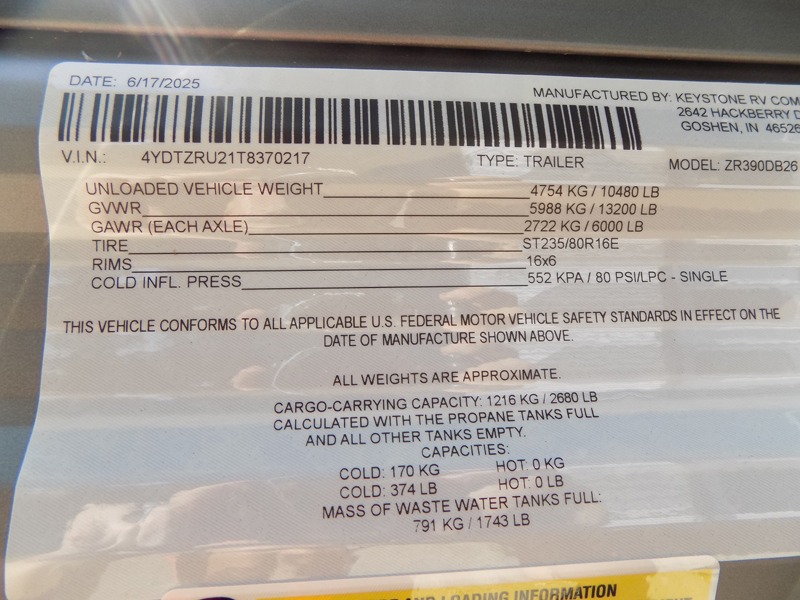 DATE: 6/17/2025
MANUFACTURED BY: KEYSTONE RV COM
2642 HACKBERRY D
GOSHEN, IN 46526
V.I.N.: 4YDTZRU21T8370217 TYPE: TRAILER MODEL: ZR390DB26
UNLOADED VEHICLE WEIGHT 4754 KG / 10480 LB
GVWR 5988 KG / 13200 LB
GAWR (EACH AXLE) 2722 KG / 6000 LB
TIRE ST235/80R16E
RIMS 16x6
COLD INFL. PRESS 552 KPA / 80 PSI/LPC - SINGLE
THIS VEHICLE CONFORMS TO ALL APPLICABLE U.S. FEDERAL MOTOR VEHICLE SAFETY STANDARDS IN EFFECT ON THE
DATE OF MANUFACTURE SHOWN ABOVE.
ALL WEIGHTS ARE APPROXIMATE.
CARGO-CARRYING CAPACITY: 1216 KG / 2680 LB
CALCULATED WITH THE PROPANE TANKS FULL
AND ALL OTHER TANKS EMPTY.
CAPACITIES:
COLD: 170 KG HOT: 0 KG
COLD: 374 LB HOT: 0 LB
MASS OF WASTE WATER TANKS FULL:
791 KG / 1743 LB
AND LOADING INFORMATION